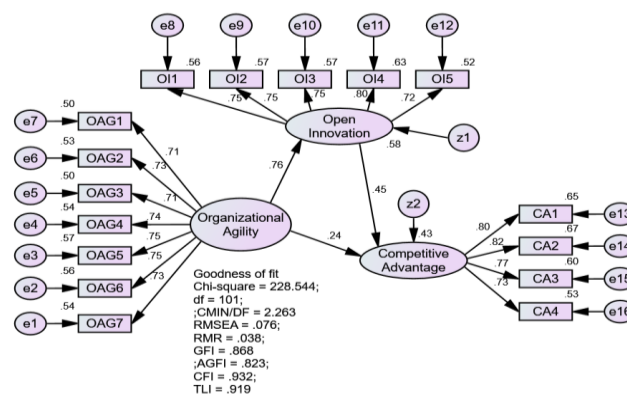 e8 e9 e10 e11 e12
.56 .57 .57 .63 .52
OI1 OI2 OI3 OI4 OI5
.75 .75 .75 .80 .72
Open
Innovation
.58
z1
e7 .50 OAG1 .71
e6 .53 OAG2 .73
e5 .50 OAG3 .71
e4 .54 OAG4 .74
e3 .57 OAG5 .75
e2 .56 OAG6 .75
e1 .54 OAG7 .73
Organizational
Agility
.76
.45
.24
z2
.43
Competitive
Advantage
.80 CA1 .65 e13
.82 CA2 .67 e14
.77 CA3 .60 e15
.73 CA4 .53 e16
Goodness of fit
Chi-square = 228.544;
df = 101;
;CMIN/DF = 2.263
RMSEA = .076;
RMR = .038;
GFI = .868
;AGFI = .823;
CFI = .932;
TLI = .919